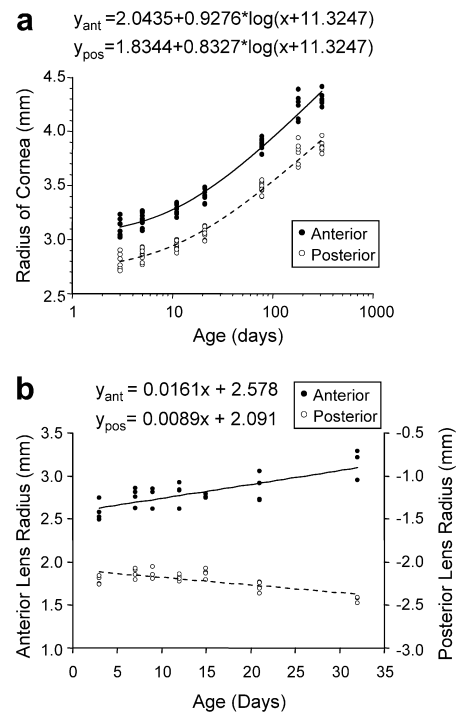 a
y_ant =2.0435+0.9276*log(x+11.3247)
y_pos=1.8344+0.8327*log(x+11.3247)
Radius of Cornea (mm)
4.5
4.0
3.5
3.0
2.5
Anterior
Posterior
1 10 100 1000
Age (days)
b
y_ant = 0.0161x + 2.578
y_pos= 0.0089x + 2.091
Anterior
Posterior
Anterior Lens Radius (mm)
3.5
3.0
2.5
2.0
1.5
1.0
-0.5
-1.0
-1.5
-2.0
-2.5
-3.0
Posterior Lens Radius (mm)
0 5 10 15 20 25 30 35
Age (Days)